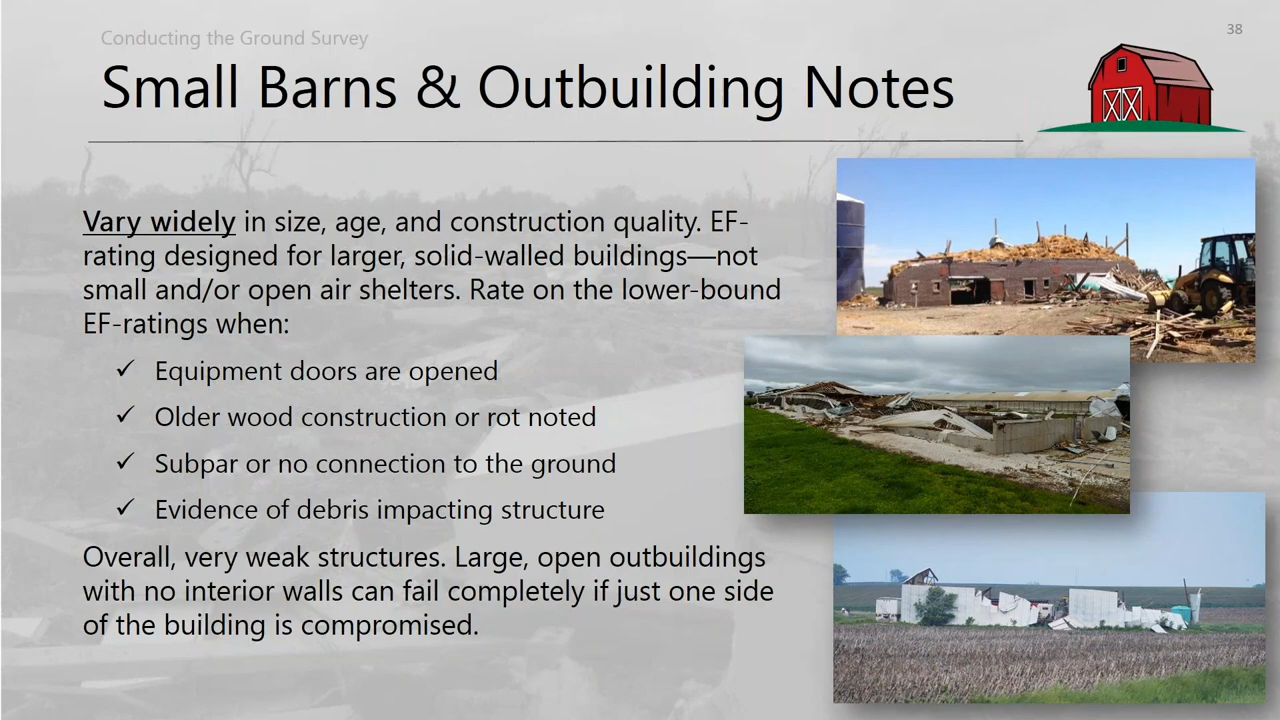 Conducting the Ground Survey
38
Small Barns & Outbuilding Notes
Vary widely in size, age, and construction quality. EF-
rating designed for larger, solid-walled buildings—not
small and/or open air shelters. Rate on the lower-bound
EF-ratings when:
✓ Equipment doors are opened
✓ Older wood construction or rot noted
✓ Subpar or no connection to the ground
✓ Evidence of debris impacting structure
Overall, very weak structures. Large, open outbuildings
with no interior walls can fail completely if just one side
of the building is compromised.